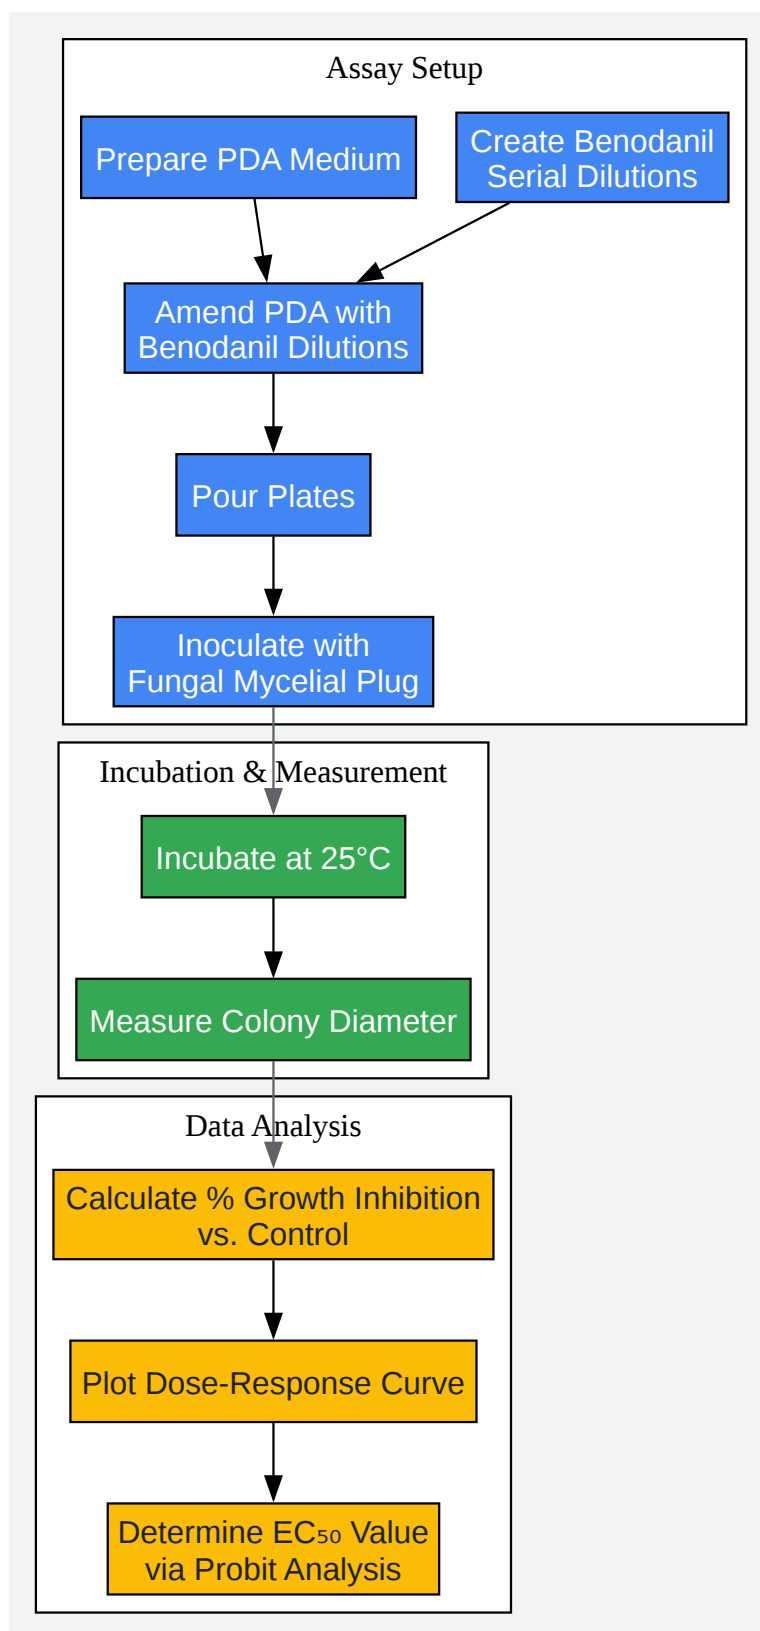 Assay Setup
Prepare PDA Medium
Create Benodanil
Serial Dilutions
Amend PDA with
Benodanil Dilutions
Pour Plates
Inoculate with
Fungal Mycelial Plug
Incubation & Measurement
Incubate at 25°C
Measure Colony Diameter
Data Analysis
Calculate % Growth Inhibition
vs. Control
Plot Dose-Response Curve
Determine EC₅₀ Value
via Probit Analysis